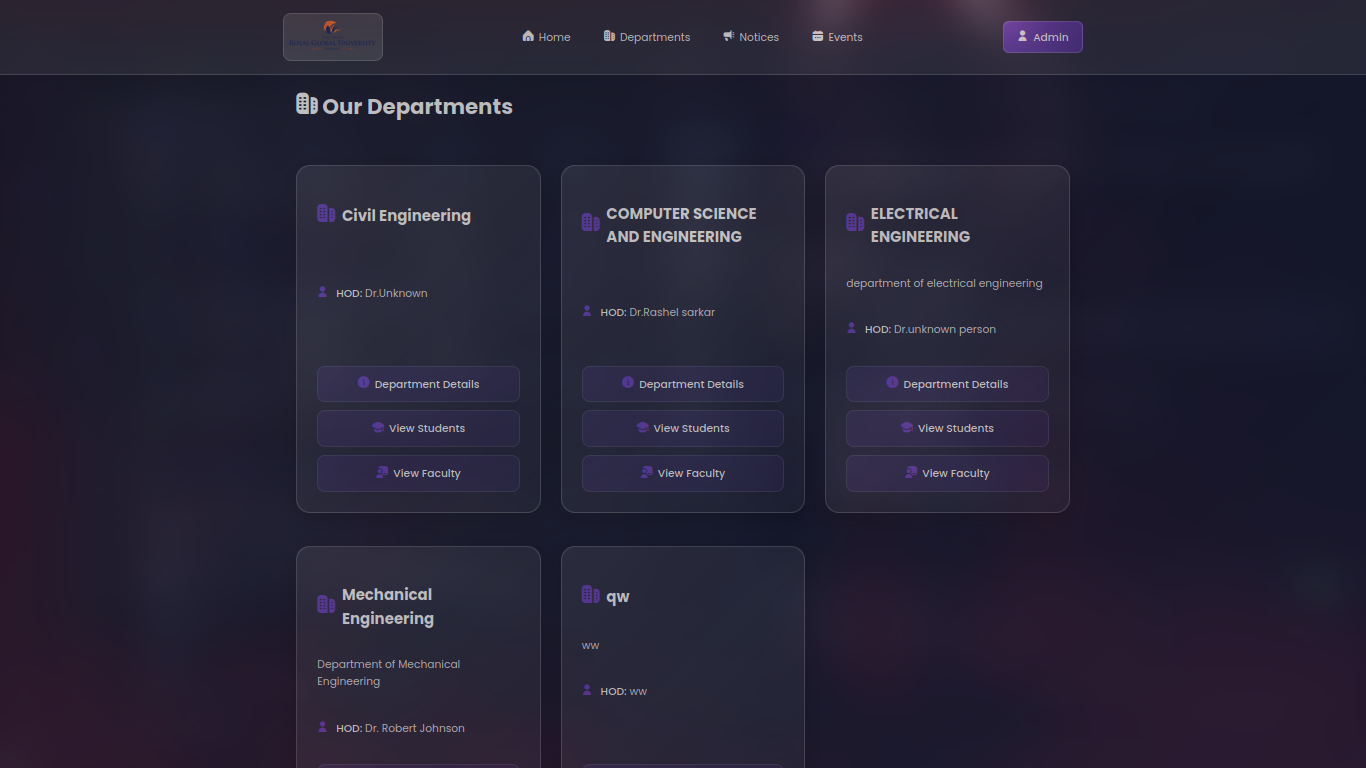 ROYAL GLOBAL UNIVERSITY
Home
Departments
Notices
Events
Admin
Our Departments
Civil Engineering
HOD: Dr.Unknown
Department Details
View Students
View Faculty
COMPUTER SCIENCE
AND ENGINEERING
HOD: Dr.Rashel sarkar
Department Details
View Students
View Faculty
ELECTRICAL
ENGINEERING
department of electrical engineering
HOD: Dr.unknown person
Department Details
View Students
View Faculty
Mechanical
Engineering
Department of Mechanical
Engineering
HOD: Dr. Robert Johnson
qw
ww
HOD: ww